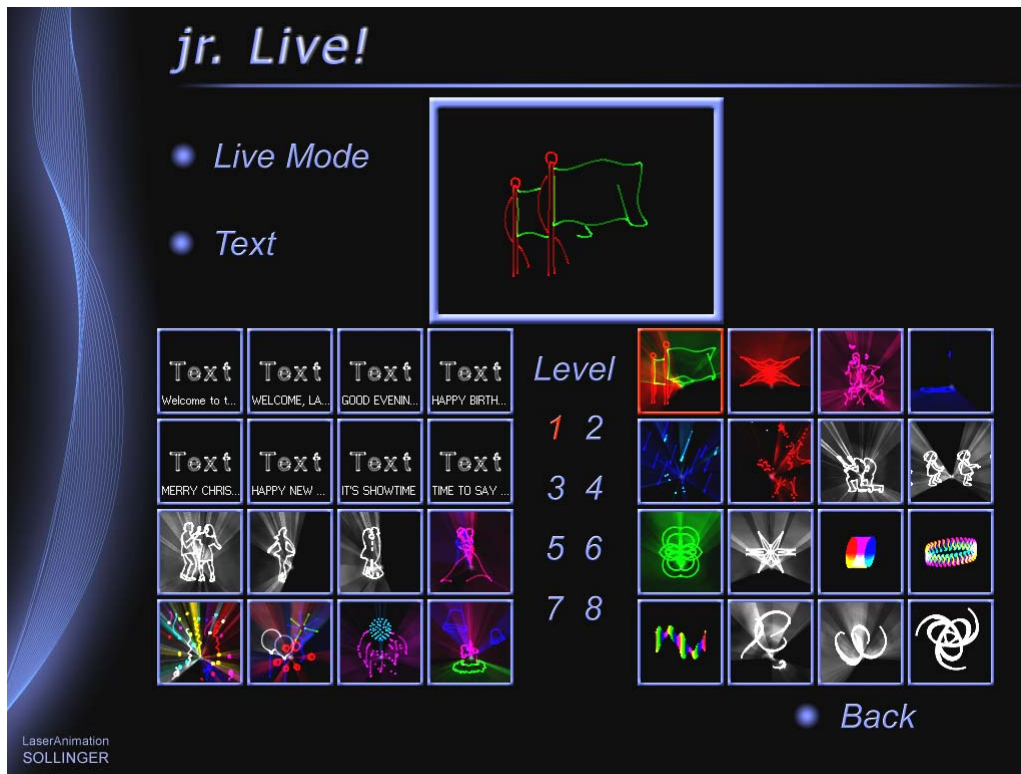 jr. Live!
Live Mode
Text
Text Text Text Text
Welcome to t... WELCOME, LA... GOOD EVENIN... HAPPY BIRTH...
Text Text Text Text
MERRY CHRIS... HAPPY NEW ... IT'S SHOWTIME TIME TO SAY ...
Level
1 2
3 4
5 6
7 8
Back
LaserAnimation
SOLLINGER